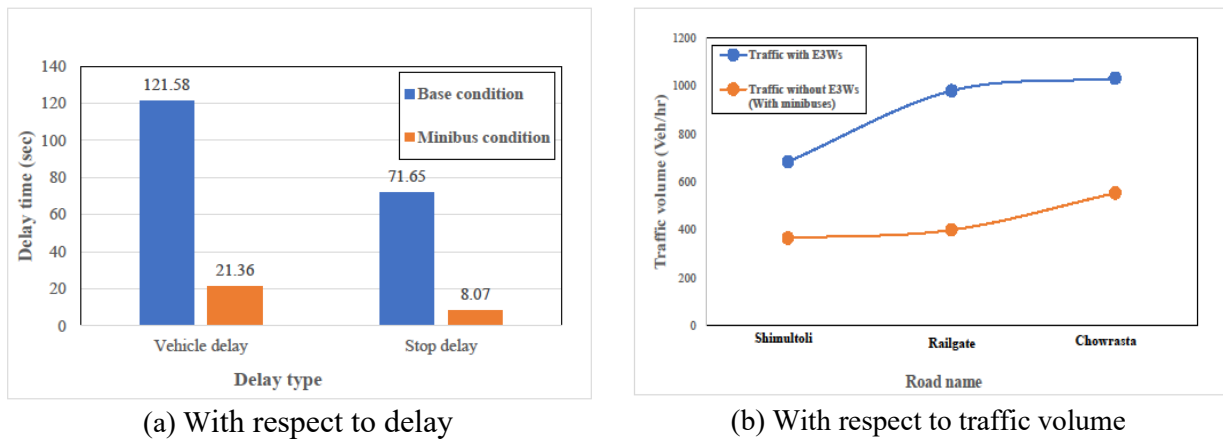 140
120
100
80
60
40
20
0
Delay time (sec)
121.58
21.36
71.65
8.07
Base condition
Minibus condition
Vehicle delay
Stop delay
Delay type
(a) With respect to delay
1200
1000
800
600
400
200
0
Traffic volume (Veh/hr)
Traffic with E3Ws
Traffic without E3Ws
(With minibuses)
Shimultoli
Railgate
Chowrasta
Road name
(b) With respect to traffic volume